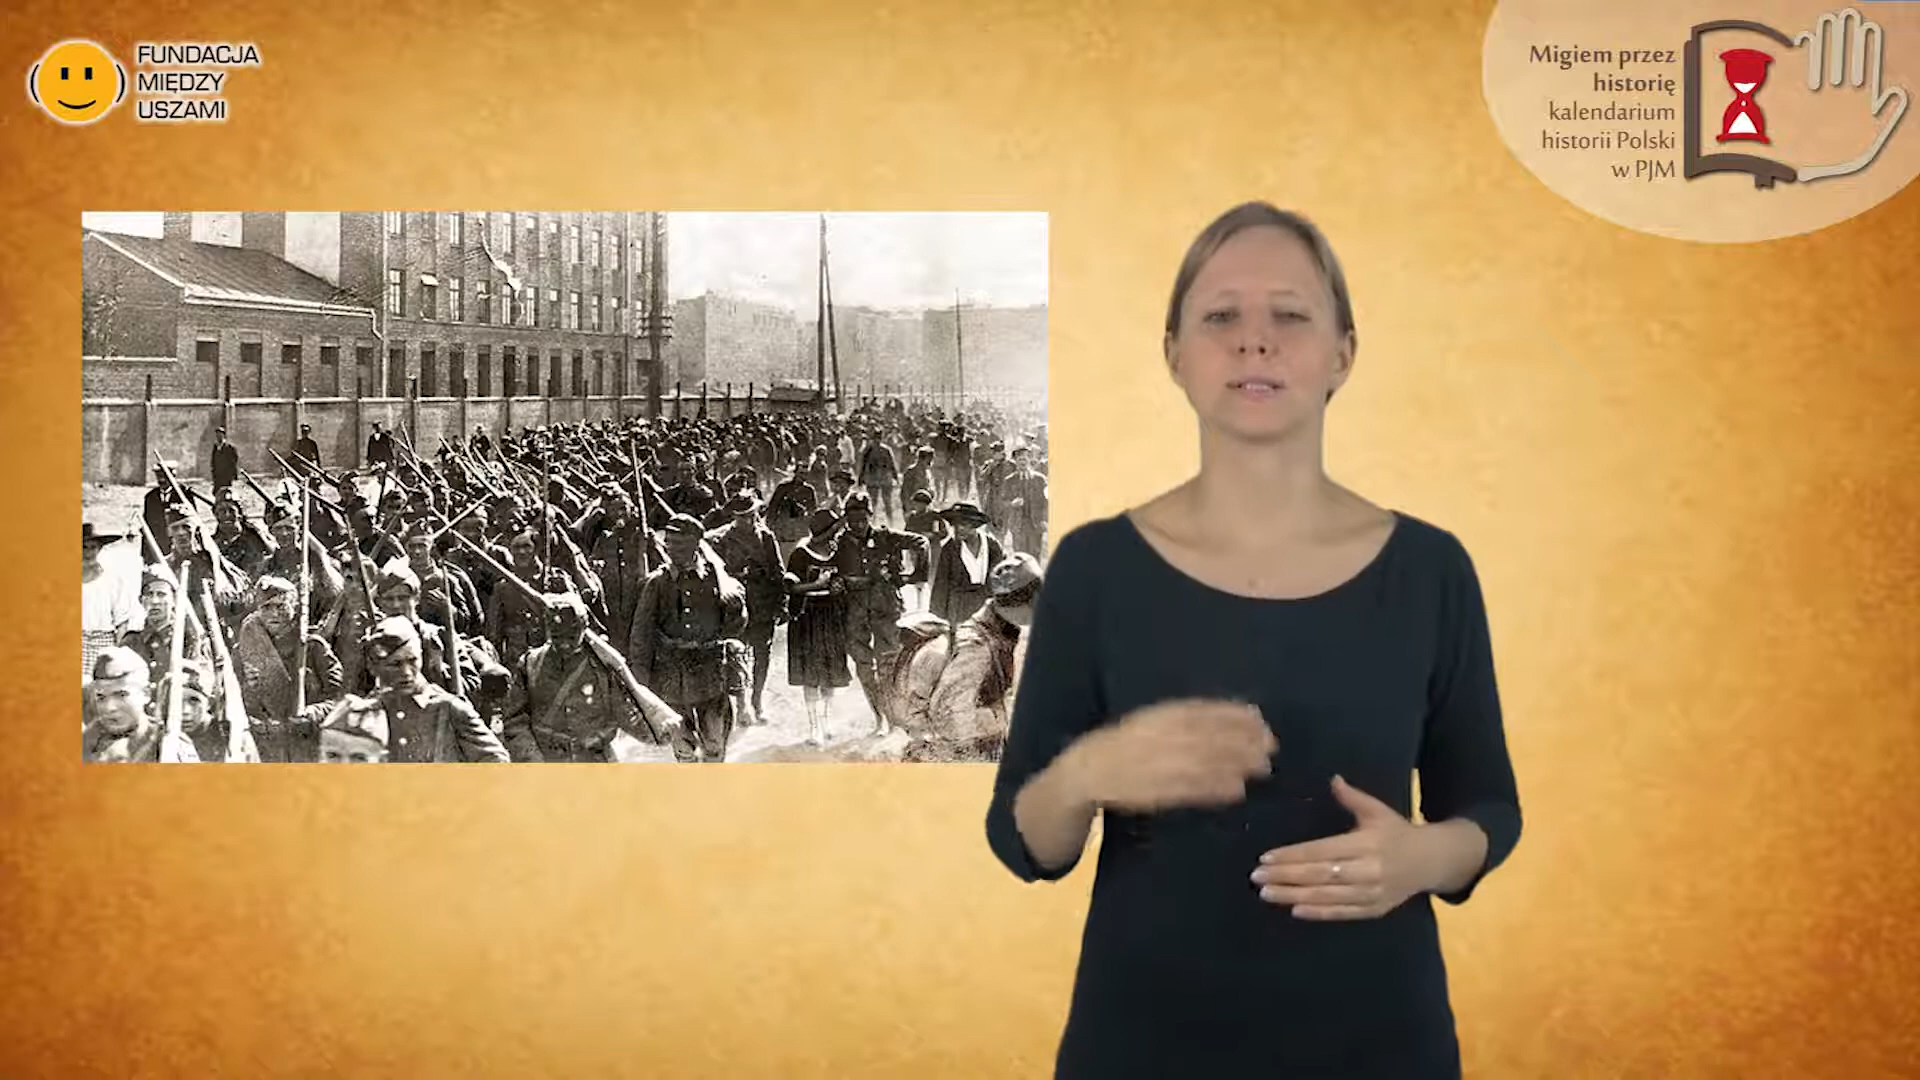 FUNDACJA
MIĘDZY
USZAMI
Migiem przez
historię
kalendarium
historii Polski
w PJM